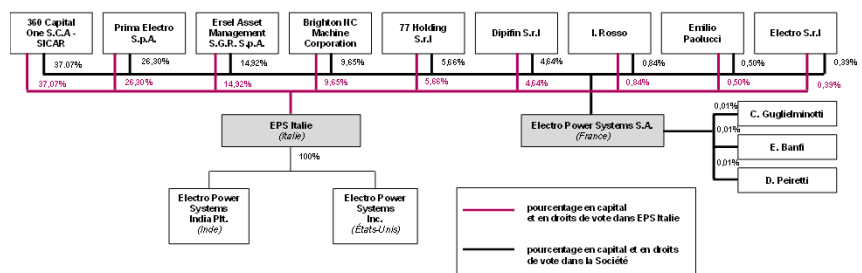 360 Capital
One S.C.A -
SICAR
Prima Electro
S.p.A.
Ersel Asset
Management
S.G.R. S.p.A.
Brighton NC
Machine
Corporation
77 Holding
S.r.l
Dipifin S.r.l
I. Rosso
Emilio
Paolucci
Electro S.r.l
37,07%
26,30%
14,92%
9,65%
5,66%
4,64%
0,84%
0,50%
0,39%
37,07%
26,30%
14,92%
9,65%
5,66%
4,64%
0,84%
0,50%
0,39%
EPS Italie
(Italie)
Electro Power Systems S.A.
(France)
0,01%
C. Guglielminotti
0,01%
E. Banfi
0,01%
D. Peiretti
100%
Electro Power
Systems
India Plt.
(Inde)
Electro Power
Systems
Inc.
(États-Unis)
pourcentage en capital
et en droits de vote dans EPS Italie
pourcentage en capital et en droits
de vote dans la Société